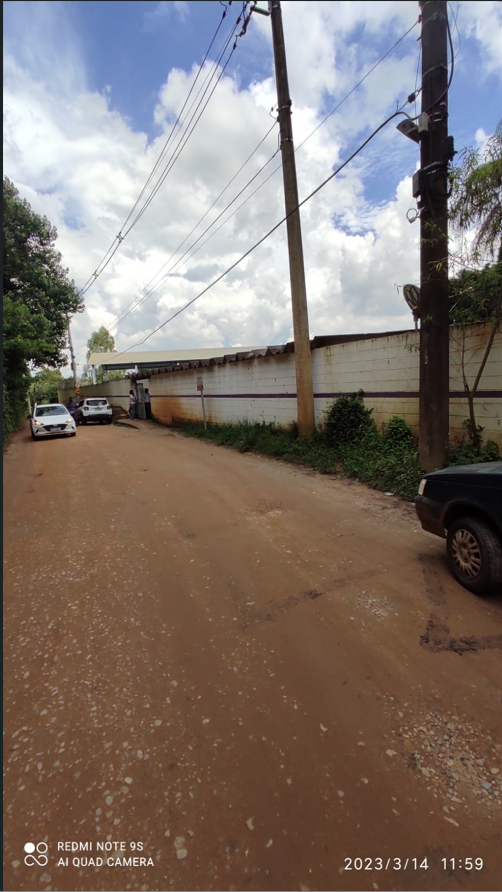 REDMI NOTE 9S
AI QUAD CAMERA
2023/3/14 11:59